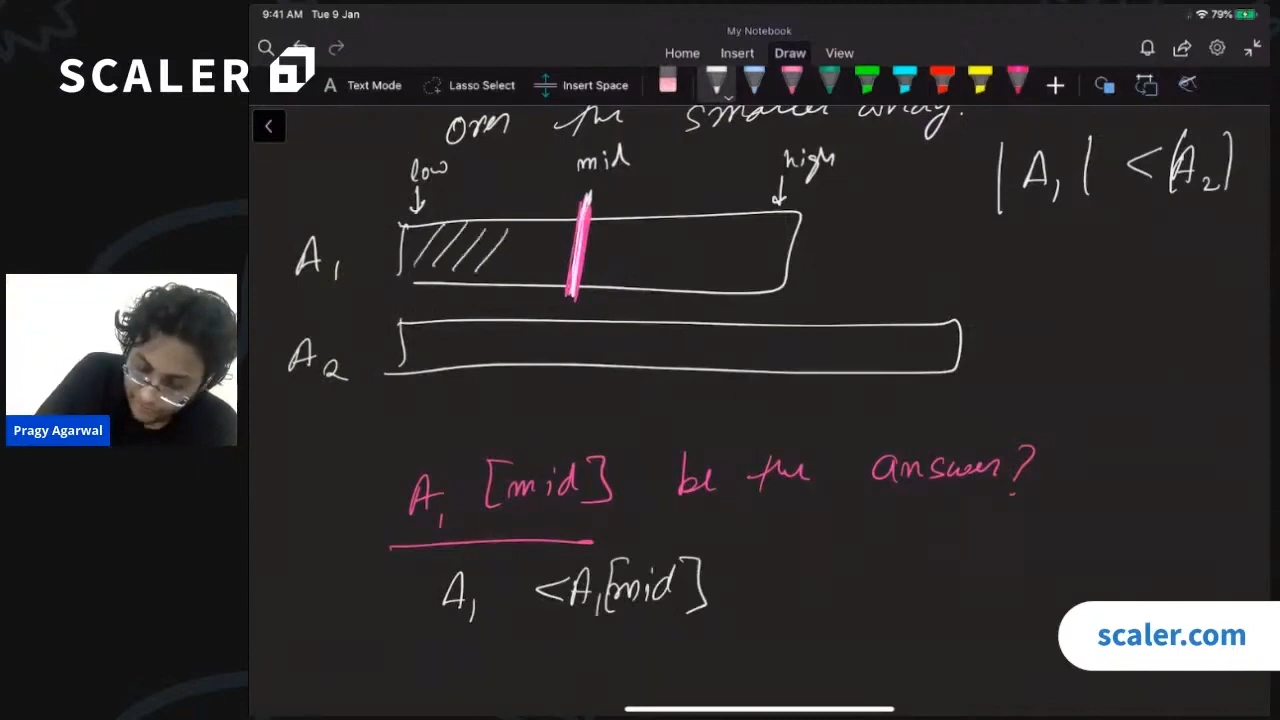 9:41 AM Tue 9 Jan
79%
My Notebook
Home Insert Draw View
SCALER
A Text Mode Lasso Select Insert Space
over the smaller array.
low mid high
|A1| < |A2|
A1
A2
Pragy Agarwal
A1 [mid] be the answer?
A1 < A1[mid]
scaler.com